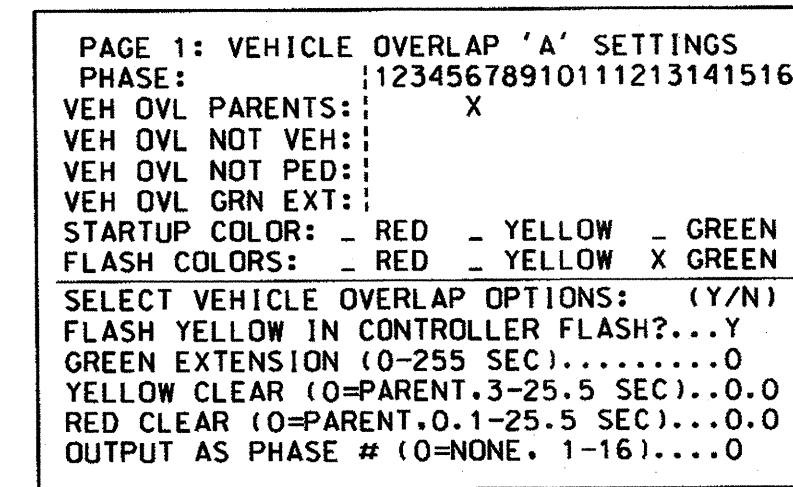 PAGE 1: VEHICLE OVERLAP 'A' SETTINGS
PHASE: ¦12345678910111213141516
VEH OVL PARENTS:¦ X
VEH OVL NOT VEH:¦
VEH OVL NOT PED:¦
VEH OVL GRN EXT:¦
STARTUP COLOR: _ RED _ YELLOW _ GREEN
FLASH COLORS: _ RED _ YELLOW X GREEN
SELECT VEHICLE OVERLAP OPTIONS: (Y/N)
FLASH YELLOW IN CONTROLLER FLASH?...Y
GREEN EXTENSION (0-255 SEC).........0
YELLOW CLEAR (0=PARENT.3-25.5 SEC)..0.0
RED CLEAR (0=PARENT.0.1-25.5 SEC)...0.0
OUTPUT AS PHASE # (0=NONE. 1-16)....0